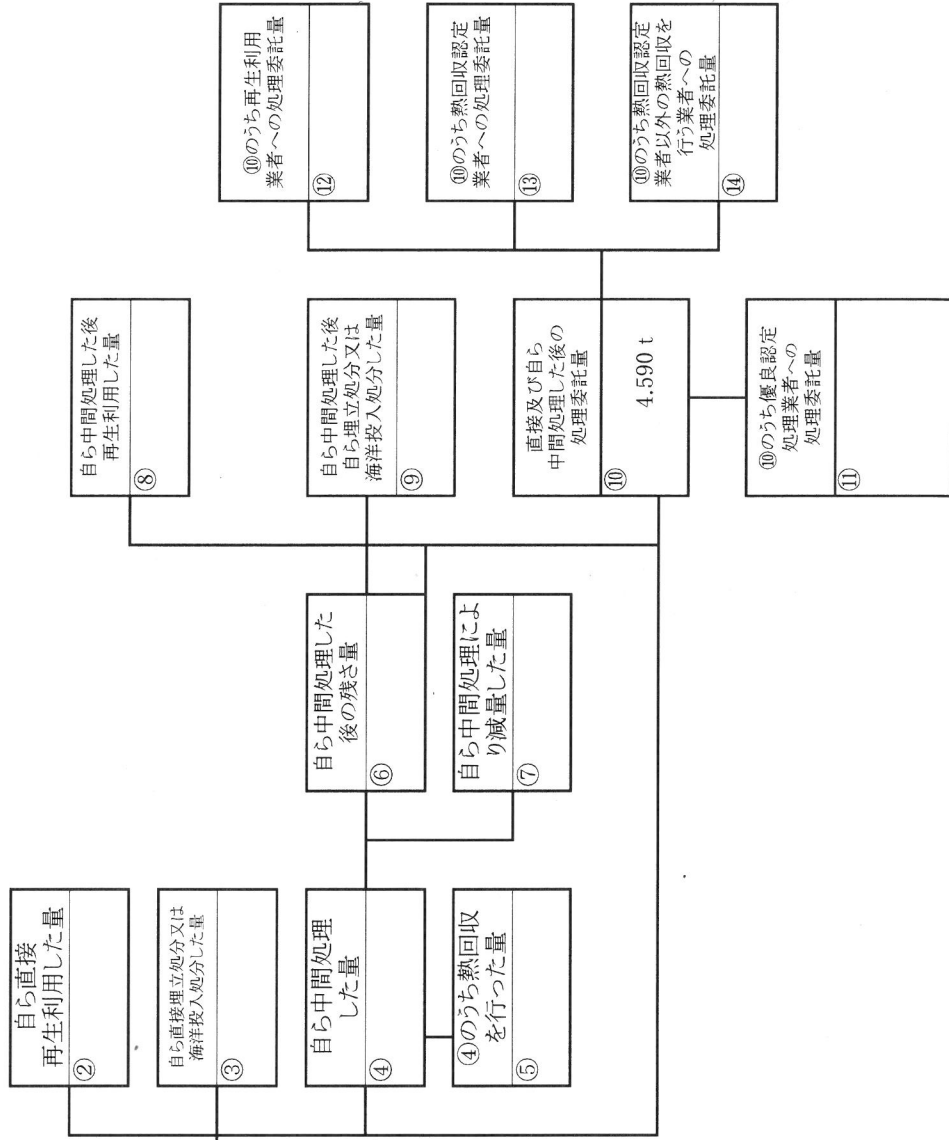 自ら直接
再生利用した量
②
自ら直接埋立処分又は
海洋投入処分した量
③
自ら中間処理
した量
④
④のうち熱回収
を行った量
⑤
自ら中間処理した
後の残さ量
⑥
自ら中間処理によ
り減量した量
⑦
自ら中間処理した後
再生利用した量
⑧
自ら中間処理した後
自ら埋立処分又は
海洋投入処分した量
⑨
直接及び自ら
中間処理した後の
処理委託量
⑩
4.590 t
⑩のうち優良認定
処理業者への
処理委託量
⑪
⑩のうち再生利用
業者への処理委託量
⑫
⑩のうち熱回収認定
業者への処理委託量
⑬
⑩のうち熱回収認定
業者以外の熱回収を
行う業者への
処理委託量
⑭